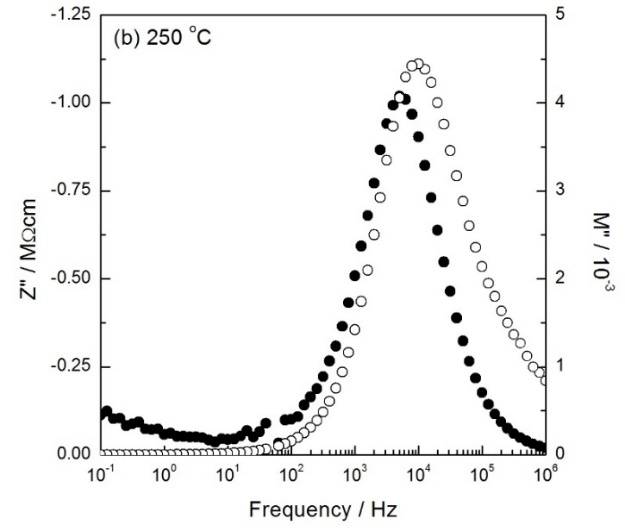 (b) 250 °C
-1.25
-1.00
-0.75
-0.50
-0.25
0.00
Z" / MΩcm
5
4
3
2
1
0
M" / 10⁻³
10⁻¹ 10⁰ 10¹ 10² 10³ 10⁴ 10⁵ 10⁶
Frequency / Hz